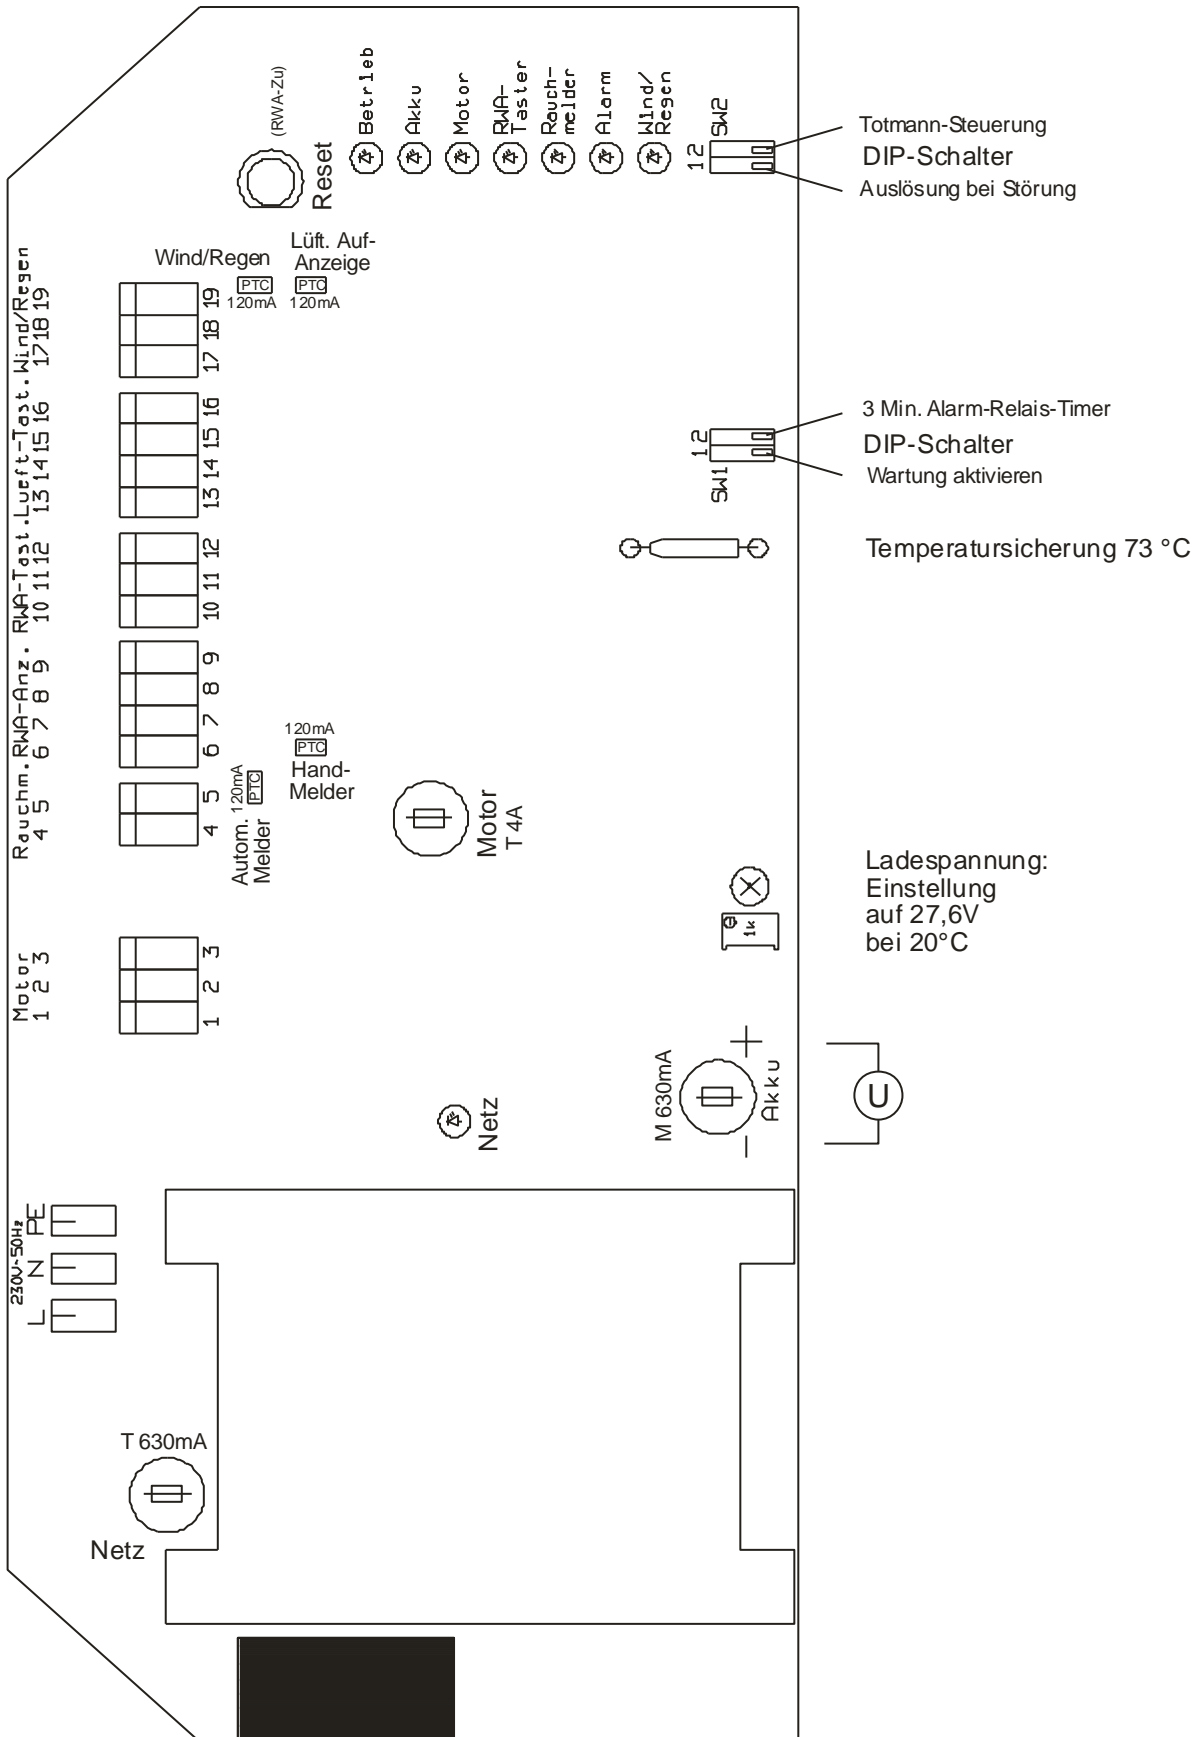 (RWA-Zu)
Reset
Betrieb
Akku
Motor
RWA-
Taster
Rauch-
melder
Alarm
Wind/
Regen
1 2
SW2
Totmann-Steuerung
DIP-Schalter
Auslösung bei Störung
Wind/Regen
PTC
120mA
Lüft. Auf-
Anzeige
PTC
120mA
Rauchm. RWA-Anz. RWA-Tast. Lueft-Tast. Wind/Regen
4 5 6 7 8 9 10 11 12 13 14 15 16 17 18 19
19
18
17
16
15
14
13
12
11
10
9
8
7
6
5
4
3 Min. Alarm-Relais-Timer
DIP-Schalter
Wartung aktivieren
1 2
SW1
Temperatursicherung 73 °C
120mA
PTC
Hand-
Melder
120mA
PTC
Autom.
Melder
Motor
T 4A
1k
Ladespannung:
Einstellung
auf 27,6V
bei 20°C
Motor
1 2 3
3
2
1
M 630mA
+
Akku
-
U
Netz
230V~50Hz
PE
N
L
T 630mA
Netz